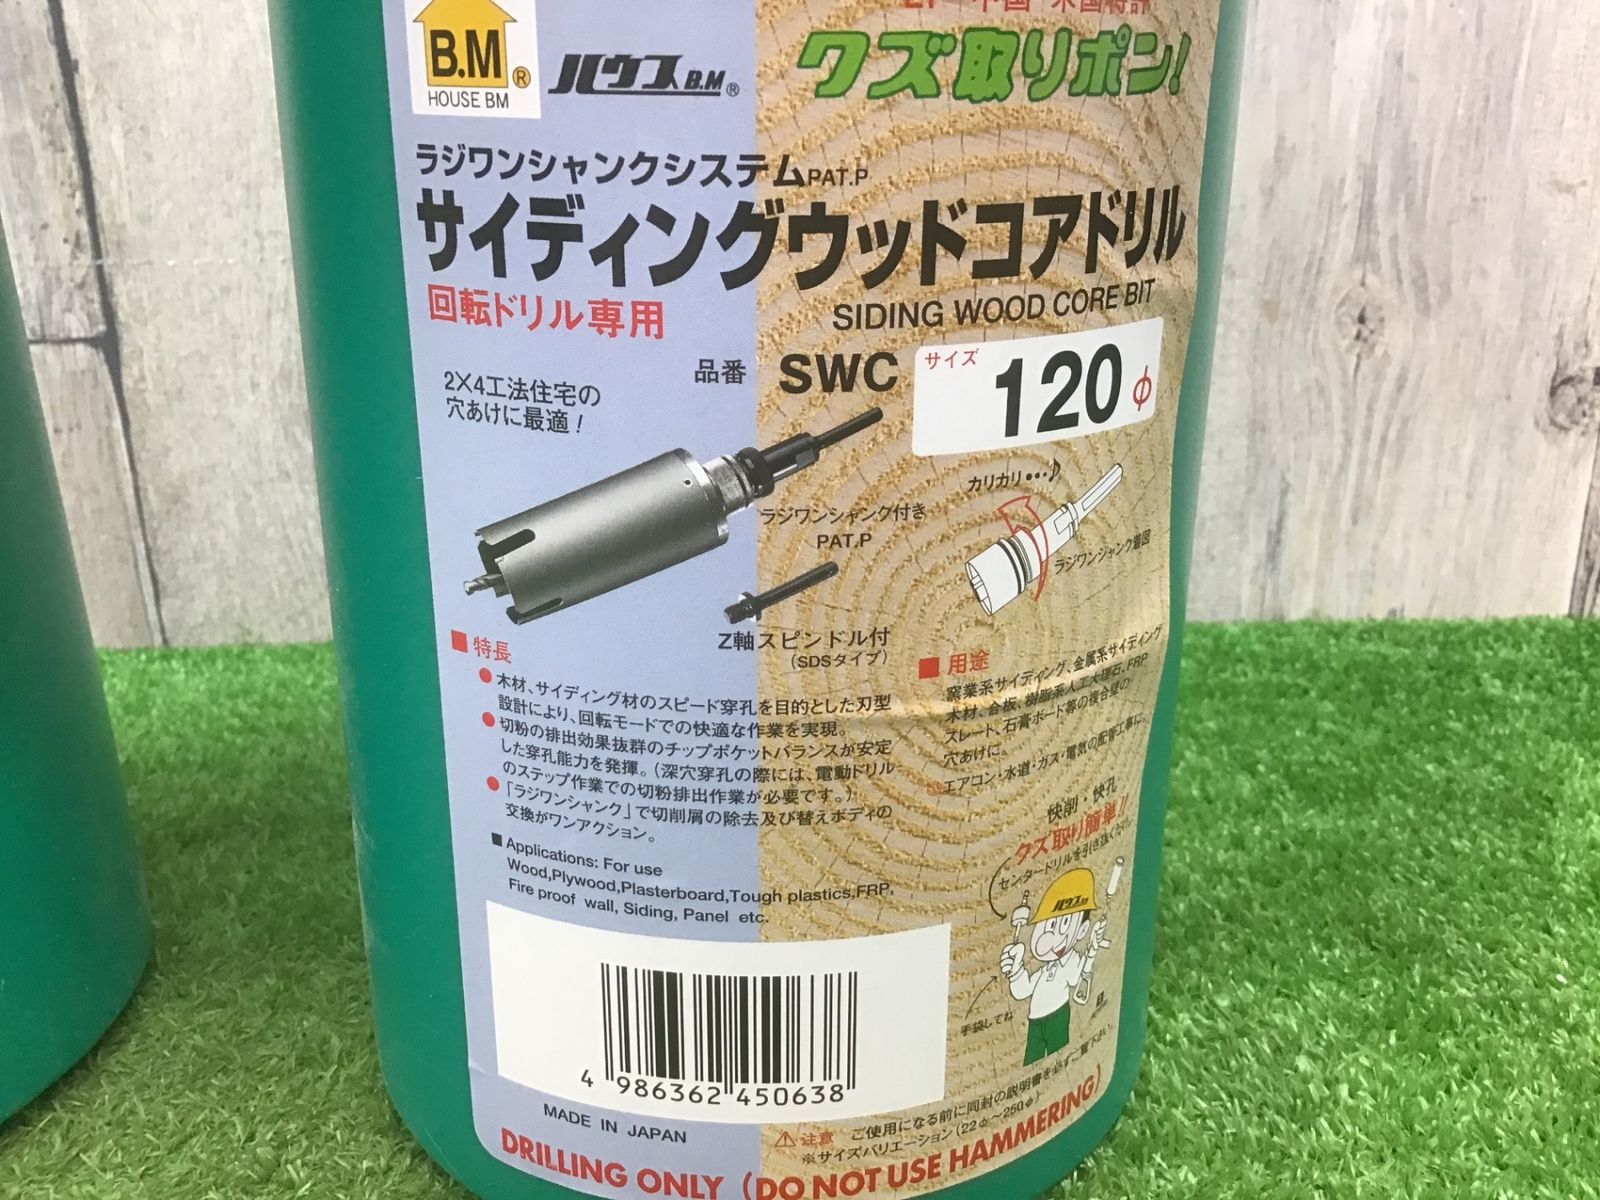 B.M®
HOUSE BM
ハウスB.M®
クズ取りポン!
ラジワンシャンクシステムPAT.P
サイディングウッドコアドリル
回転ドリル専用
SIDING WOOD CORE BIT
品番 SWC
サイズ
120φ
2×4工法住宅の
穴あけに最適!
カリカリ・・・♪
ラジワンシャンク付き
PAT.P
ラジワンシャンク着図
Z軸スピンドル付
(SDSタイプ)
■特長
●木材、サイディング材のスピード穿孔を目的とした刃型
設計により、回転モードでの快適な作業を実現。
●切粉の排出効果抜群のチップポケットバランスが安定
した穿孔能力を発揮。(深穴穿孔の際には、電動ドリル
のステップ作業での切粉排出作業が必要です。)
●「ラジワンシャンク」で切削屑の除去及び替えボディの
交換がワンアクション。
■用途
窯業系サイディング、金属系サイディング
木材、合板、樹脂系人工大理石、FRP
スレート、石膏ボード等の複合壁の
穴あけに。
エアコン・水道・ガス・電気の配管工事に。
■Applications: For use
Wood,Plywood,Plasterboard,Tough plastics,FRP,
Fire proof wall, Siding, Panel etc.
快削・快孔
クズ取り簡単!!
センタードリルを引き抜くだけ
ハウス
手袋してね
4 986362 450638
MADE IN JAPAN
⚠注意 ご使用になる前に同封の説明書を必ずご覧下さい。
※サイズバリエーション(22φ～250φ)
DRILLING ONLY (DO NOT USE HAMMERING)